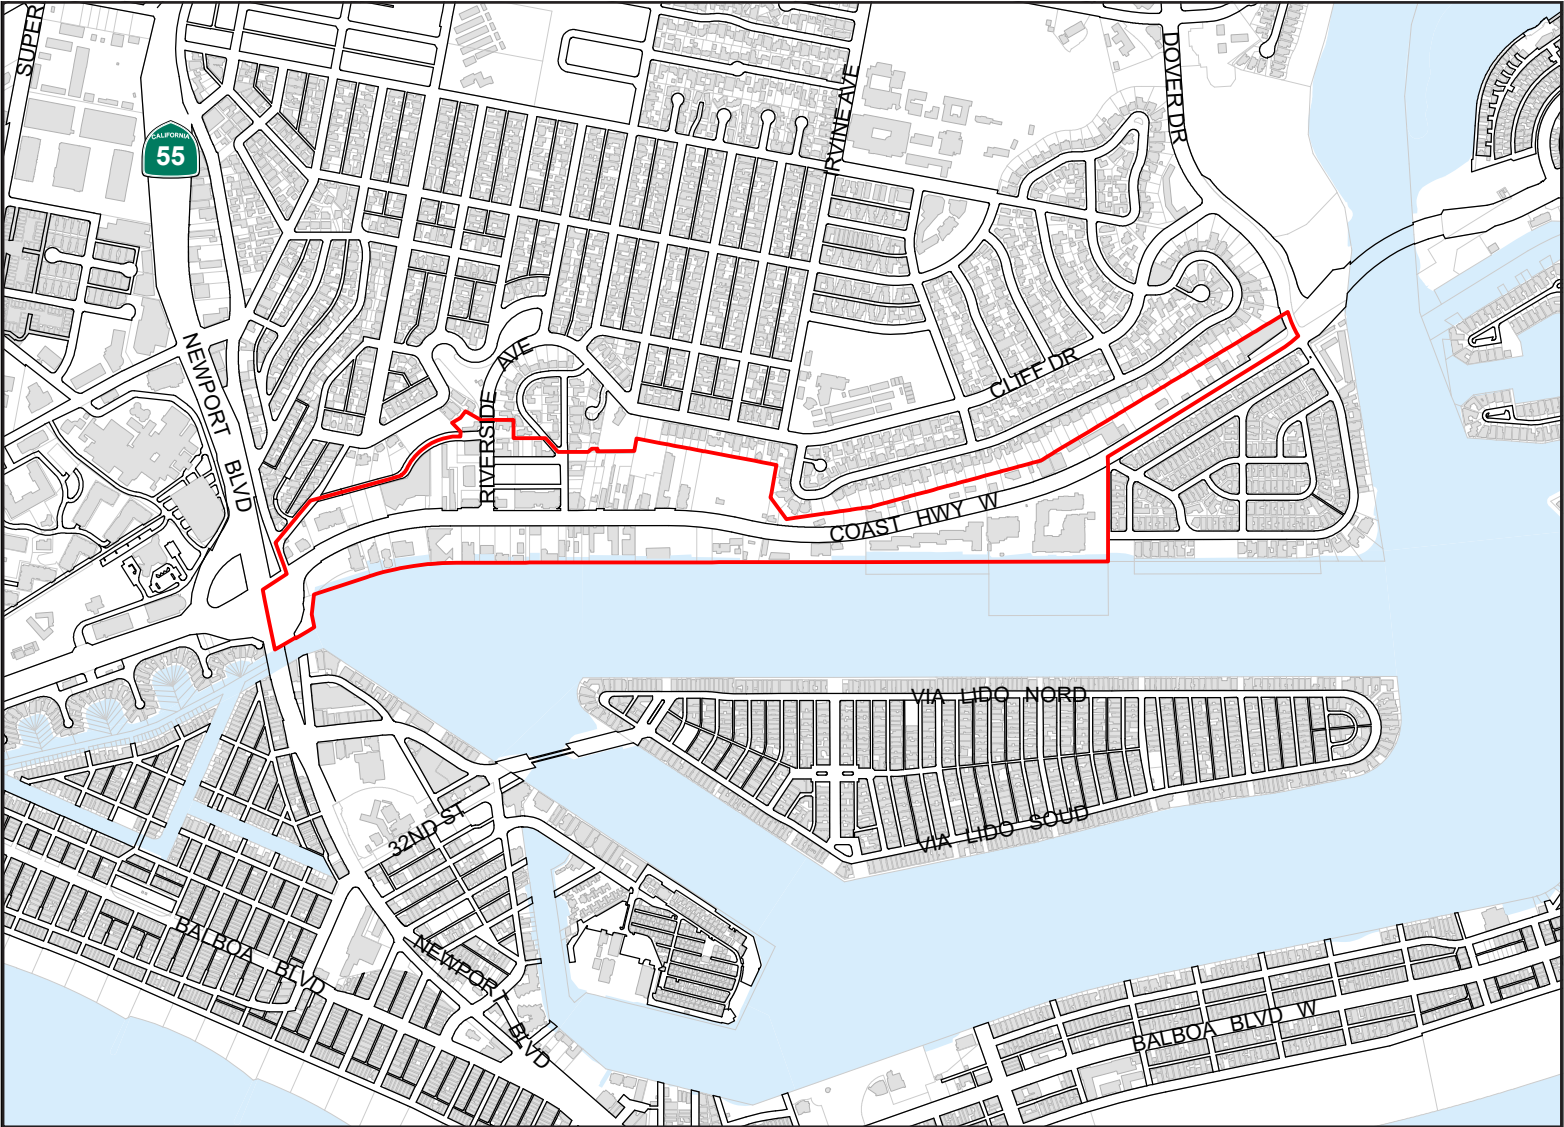 SUPER
DOVER DR
IRVINE AVE
CALIFORNIA
55
NEWPORT BLVD
RIVERSIDE AVE
CLIFF DR
COAST HWY W
VIA LIDO NORD
VIA LIDO SOUD
32ND ST
BALBOA BLVD
NEWPORT BLVD
BALBOA BLVD W